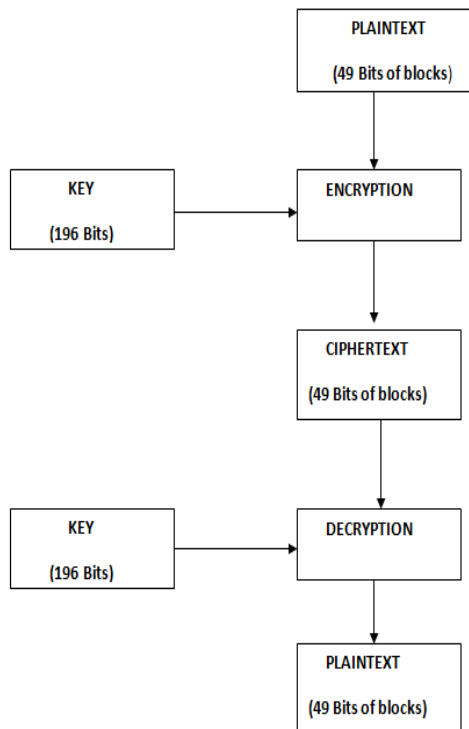 PLAINTEXT
(49 Bits of blocks)
KEY
(196 Bits)
ENCRYPTION
CIPHERTEXT
(49 Bits of blocks)
KEY
(196 Bits)
DECRYPTION
PLAINTEXT
(49 Bits of blocks)